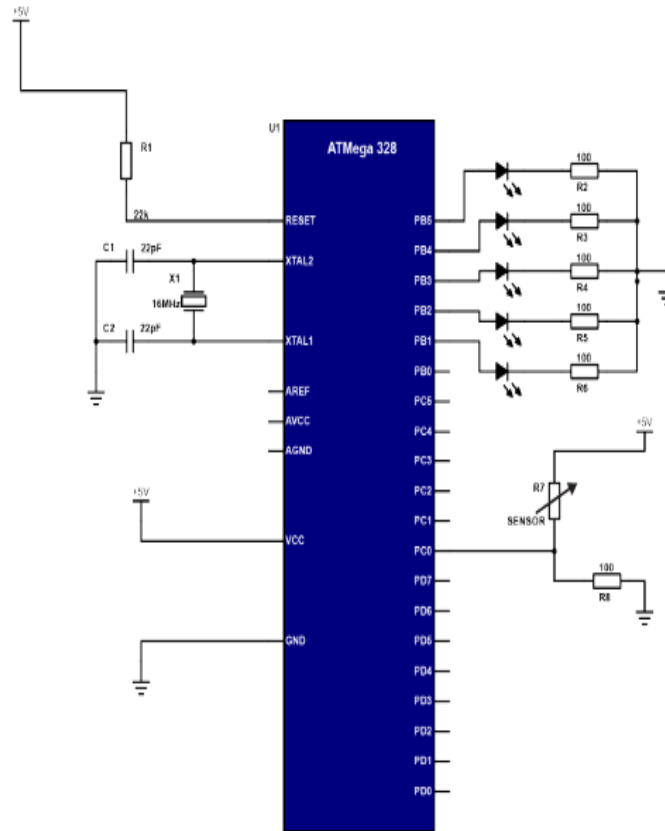 +5V
U1
ATMega 328
R1
22k
RESET
C1
22pF
XTAL2
X1
16MHz
C2
22pF
XTAL1
AREF
AVCC
AGND
+5V
VCC
GND
PB5
PB4
PB3
PB2
PB1
PB0
PC5
PC4
PC3
PC2
PC1
PC0
PD7
PD6
PD5
PD4
PD3
PD2
PD1
PD0
100
R2
100
R3
100
R4
100
R5
100
R6
+5V
R7
SENSOR
100
R8